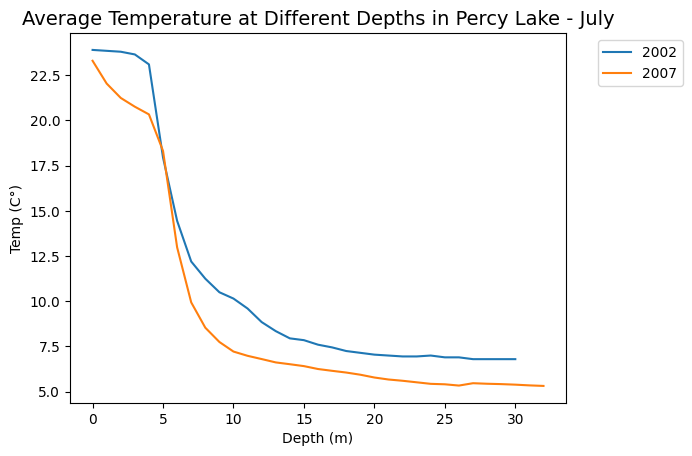 Average Temperature at Different Depths in Percy Lake - July
2002
2007
Temp (C°)
22.5
20.0
17.5
15.0
12.5
10.0
7.5
5.0
0 5 10 15 20 25 30
Depth (m)